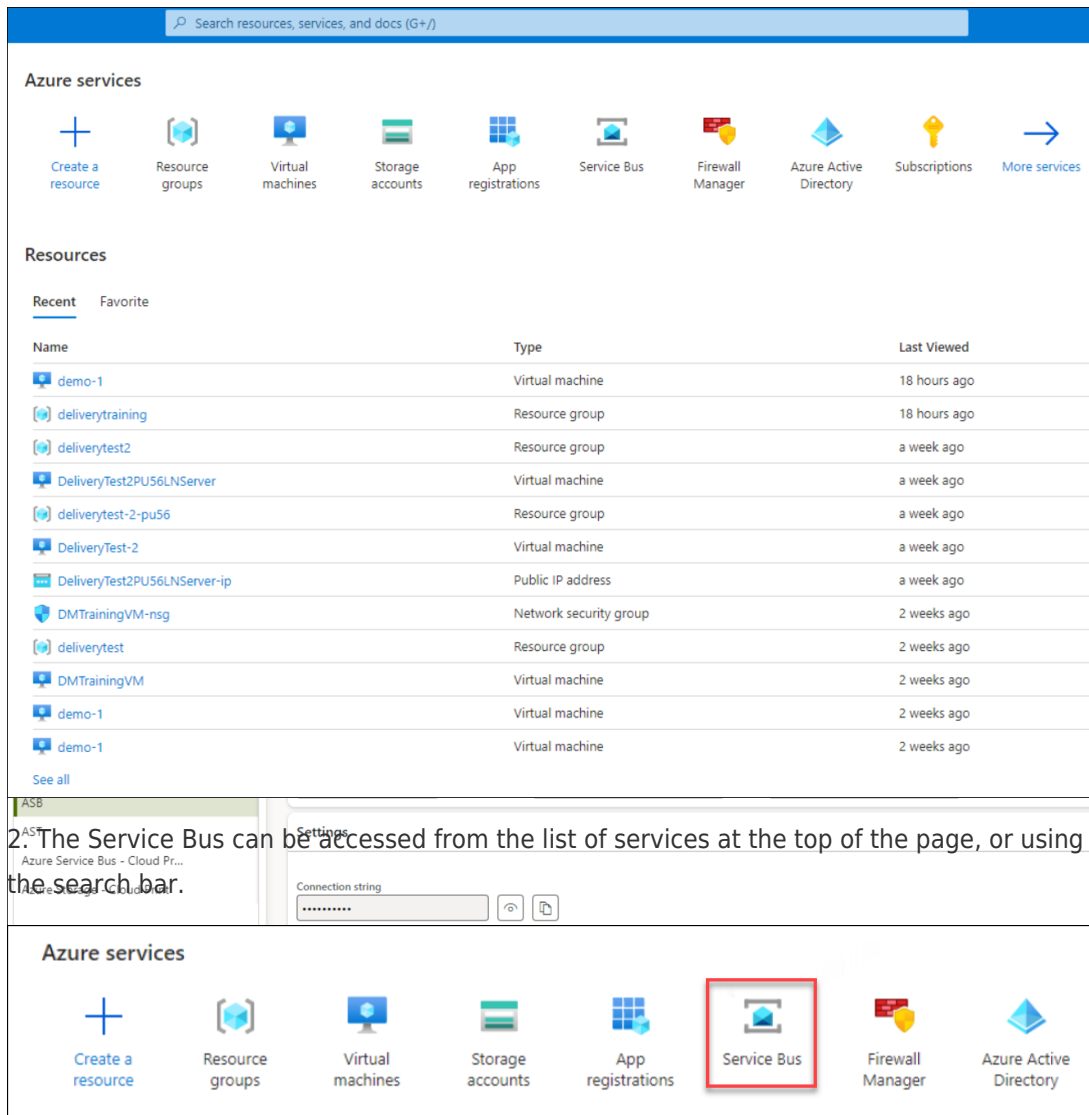 Search resources, services, and docs (G+/)
Azure services
Create a resource
Resource groups
Virtual machines
Storage accounts
App registrations
Service Bus
Firewall Manager
Azure Active Directory
Subscriptions
More services
Resources
Recent Favorite
Name Type Last Viewed
demo-1 Virtual machine 18 hours ago
deliverytraining Resource group 18 hours ago
deliverytest2 Resource group a week ago
DeliveryTest2PU56LNServer Virtual machine a week ago
deliverytest-2-pu56 Resource group a week ago
DeliveryTest-2 Virtual machine a week ago
DeliveryTest2PU56LNServer-ip Public IP address a week ago
DMTrainingVM-nsg Network security group 2 weeks ago
deliverytest Resource group 2 weeks ago
DMTrainingVM Virtual machine 2 weeks ago
demo-1 Virtual machine 2 weeks ago
demo-1 Virtual machine 2 weeks ago
See all
ASB
AST
Settings
2. The Service Bus can be accessed from the list of services at the top of the page, or using
Azure Service Bus - Cloud Pr...
the search bar.
Azure Storage - Cloud Print
Connection string
••••••••••
Azure services
Create a resource
Resource groups
Virtual machines
Storage accounts
App registrations
Service Bus
Firewall Manager
Azure Active Directory